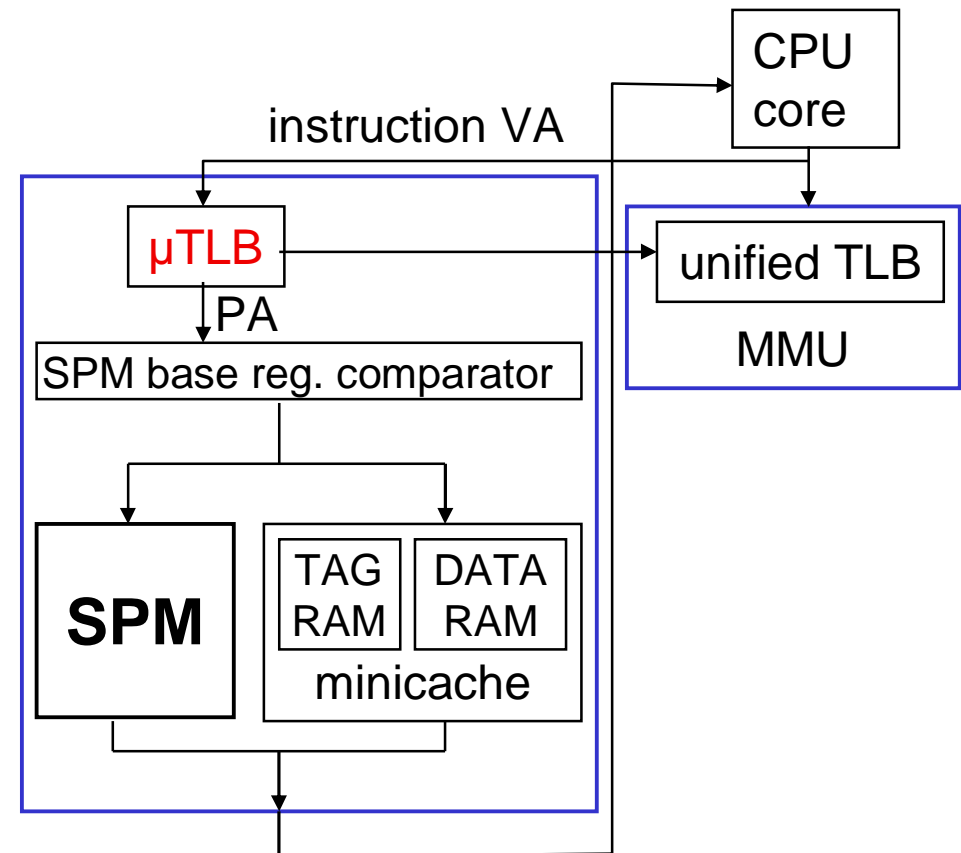 CPU
core
instruction VA
μTLB
unified TLB
PA
MMU
SPM base reg. comparator
SPM
TAG
RAM
DATA
RAM
minicache